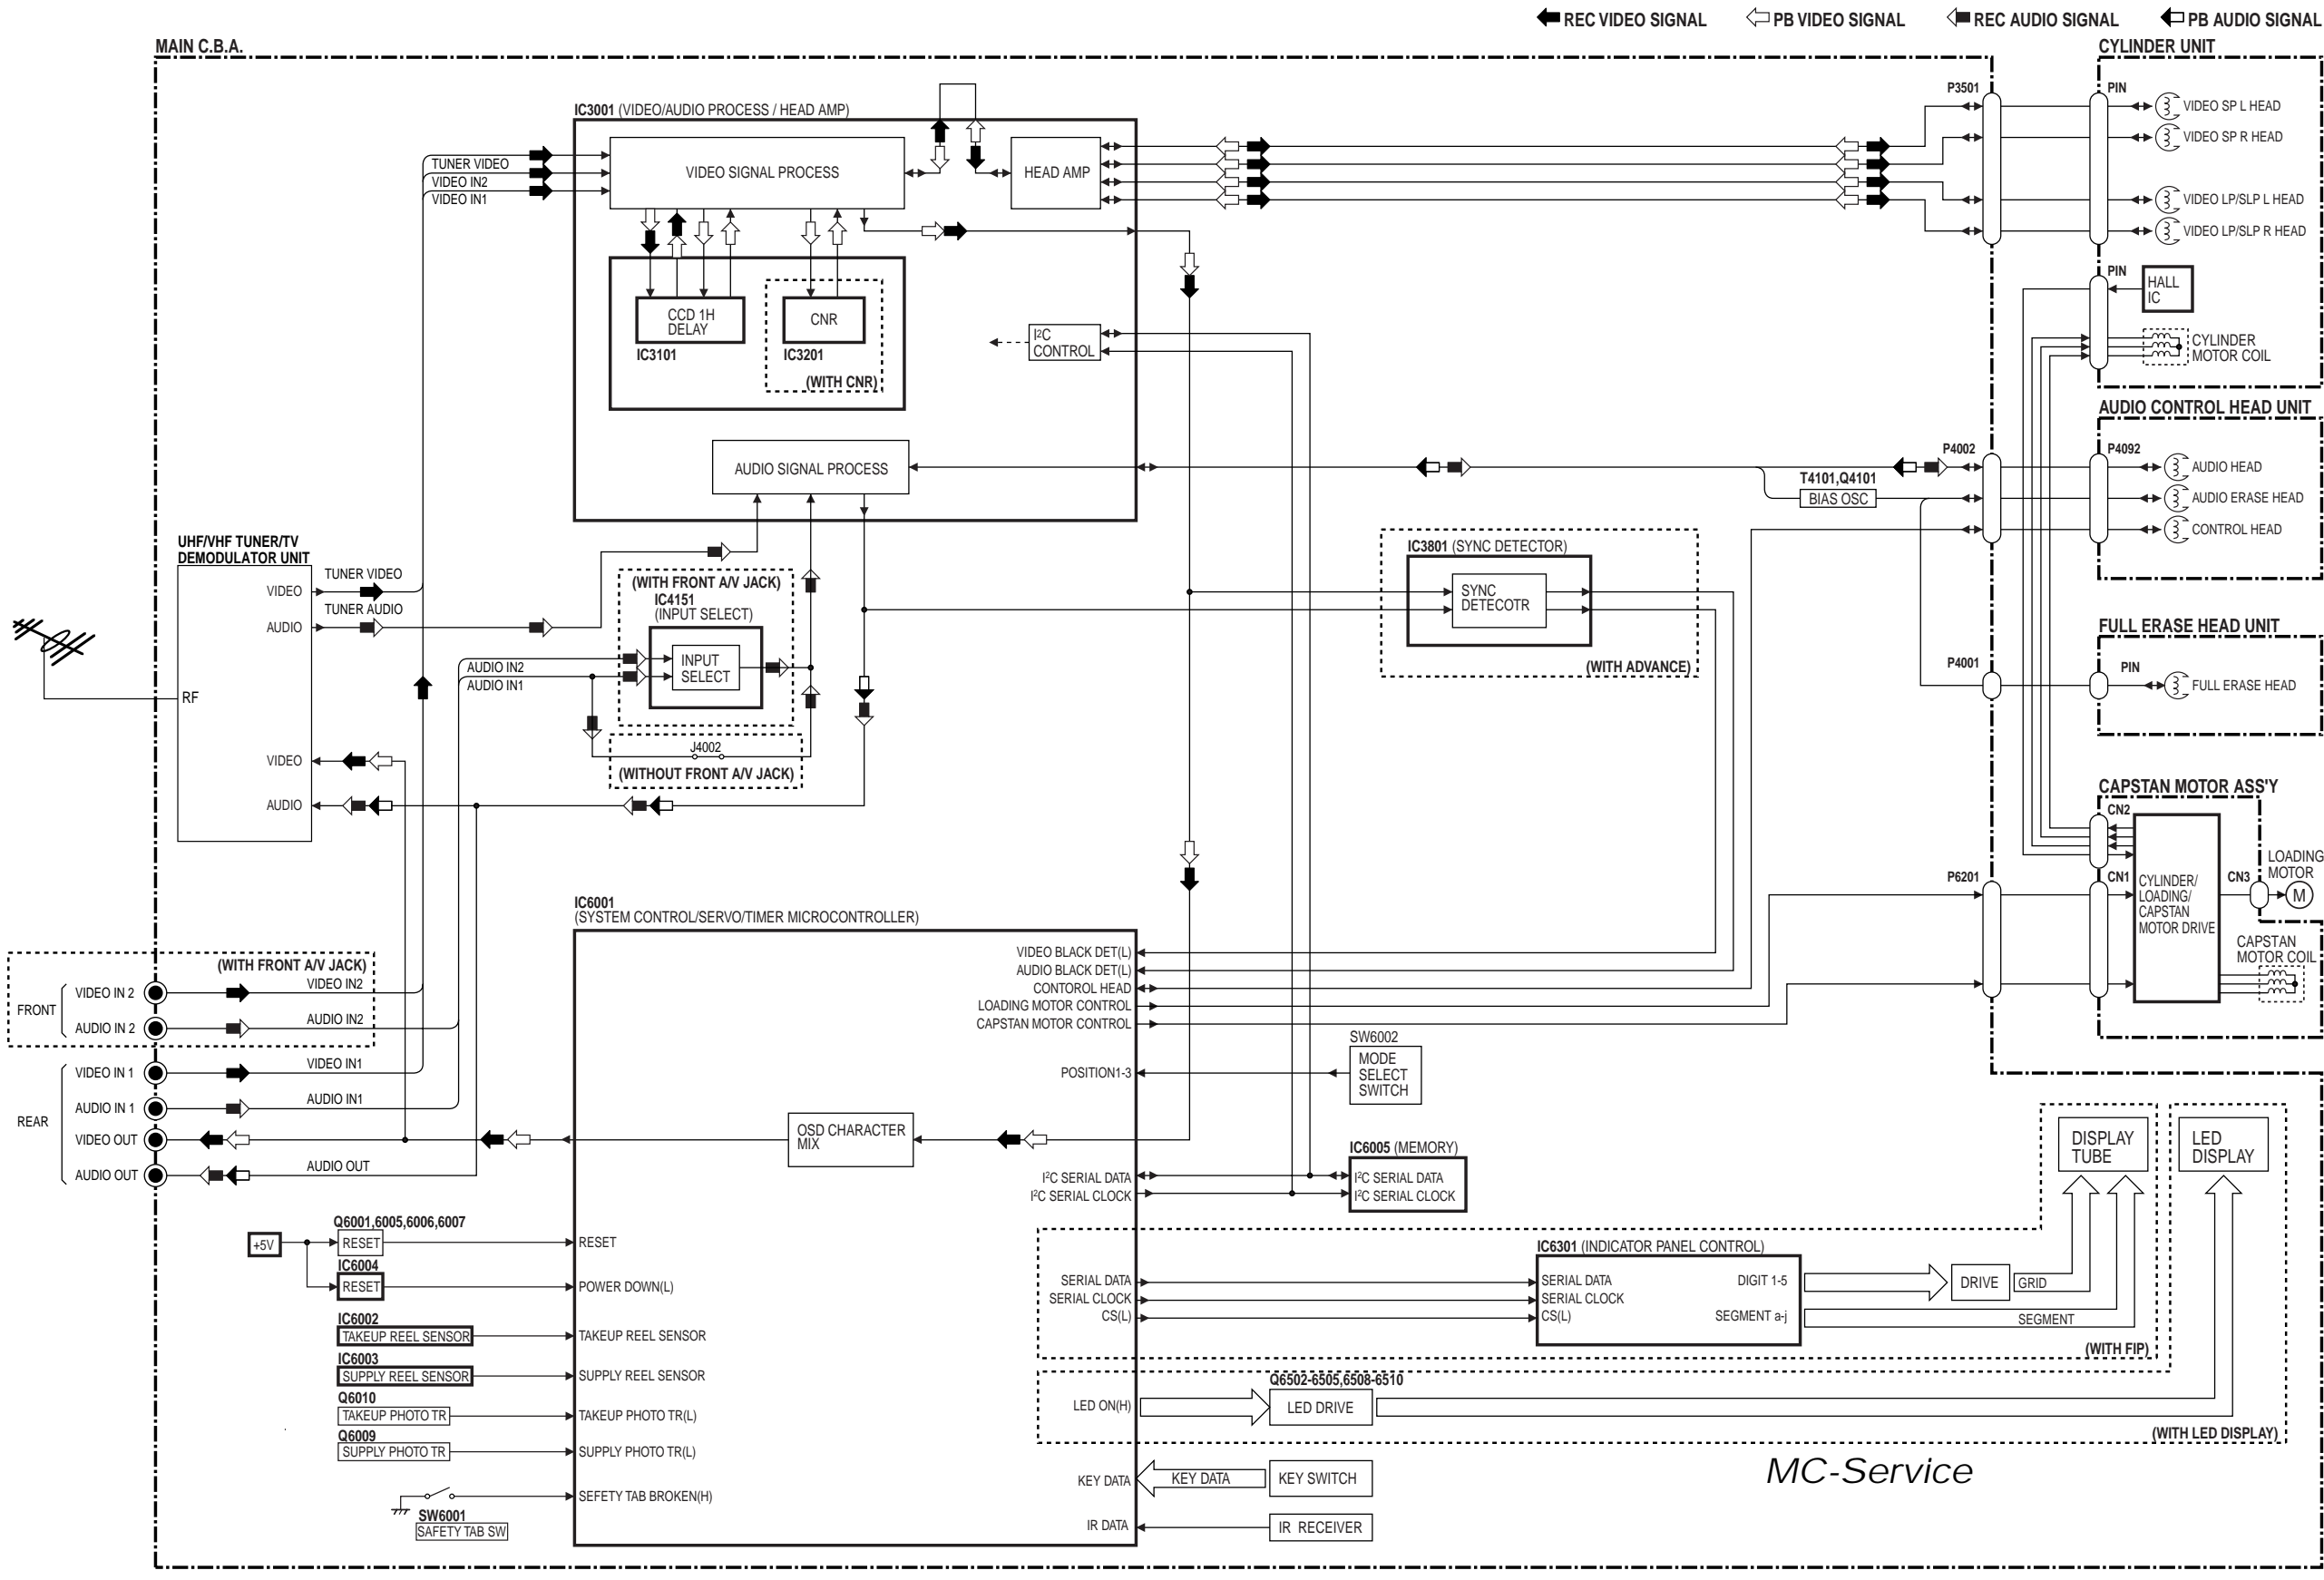 REC VIDEO SIGNAL
PB VIDEO SIGNAL
REC AUDIO SIGNAL
PB AUDIO SIGNAL
MAIN C.B.A.
CYLINDER UNIT
P3501
PIN
VIDEO SP L HEAD
VIDEO SP R HEAD
VIDEO LP/SLP L HEAD
VIDEO LP/SLP R HEAD
PIN
HALL
IC
CYLINDER
MOTOR COIL
IC3001 (VIDEO/AUDIO PROCESS / HEAD AMP)
TUNER VIDEO
VIDEO IN2
VIDEO IN1
VIDEO SIGNAL PROCESS
HEAD AMP
CCD 1H
DELAY
IC3101
CNR
IC3201
(WITH CNR)
I²C
CONTROL
AUDIO SIGNAL PROCESS
AUDIO CONTROL HEAD UNIT
P4002
P4092
AUDIO HEAD
AUDIO ERASE HEAD
CONTROL HEAD
T4101,Q4101
BIAS OSC
UHF/VHF TUNER/TV
DEMODULATOR UNIT
VIDEO
TUNER VIDEO
AUDIO
TUNER AUDIO
RF
VIDEO
AUDIO
(WITH FRONT A/V JACK)
IC4151
(INPUT SELECT)
INPUT
SELECT
AUDIO IN2
AUDIO IN1
J4002
(WITHOUT FRONT A/V JACK)
IC3801 (SYNC DETECTOR)
SYNC
DETECOTR
(WITH ADVANCE)
FULL ERASE HEAD UNIT
P4001
PIN
FULL ERASE HEAD
CAPSTAN MOTOR ASS'Y
CN2
P6201
CN1
CYLINDER/
LOADING/
CAPSTAN
MOTOR DRIVE
CN3
LOADING
MOTOR
M
CAPSTAN
MOTOR COIL
IC6001
(SYSTEM CONTROL/SERVO/TIMER MICROCONTROLLER)
VIDEO BLACK DET(L)
AUDIO BLACK DET(L)
CONTOROL HEAD
LOADING MOTOR CONTROL
CAPSTAN MOTOR CONTROL
POSITION1-3
SW6002
MODE
SELECT
SWITCH
(WITH FRONT A/V JACK)
FRONT
VIDEO IN 2
VIDEO IN2
AUDIO IN 2
AUDIO IN2
REAR
VIDEO IN 1
VIDEO IN1
AUDIO IN 1
AUDIO IN1
VIDEO OUT
AUDIO OUT
AUDIO OUT
OSD CHARACTER
MIX
I²C SERIAL DATA
I²C SERIAL CLOCK
IC6005 (MEMORY)
I²C SERIAL DATA
I²C SERIAL CLOCK
DISPLAY
TUBE
LED
DISPLAY
+5V
Q6001,6005,6006,6007
RESET
RESET
IC6004
RESET
POWER DOWN(L)
IC6002
TAKEUP REEL SENSOR
TAKEUP REEL SENSOR
IC6003
SUPPLY REEL SENSOR
SUPPLY REEL SENSOR
Q6010
TAKEUP PHOTO TR
TAKEUP PHOTO TR(L)
Q6009
SUPPLY PHOTO TR
SUPPLY PHOTO TR(L)
SEFETY TAB BROKEN(H)
SW6001
SAFETY TAB SW
SERIAL DATA
SERIAL CLOCK
CS(L)
IC6301 (INDICATOR PANEL CONTROL)
SERIAL DATA
SERIAL CLOCK
CS(L)
DIGIT 1-5
SEGMENT a-j
DRIVE
GRID
SEGMENT
(WITH FIP)
LED ON(H)
Q6502-6505,6508-6510
LED DRIVE
(WITH LED DISPLAY)
KEY DATA
KEY DATA
KEY SWITCH
IR DATA
IR RECEIVER
MC-Service